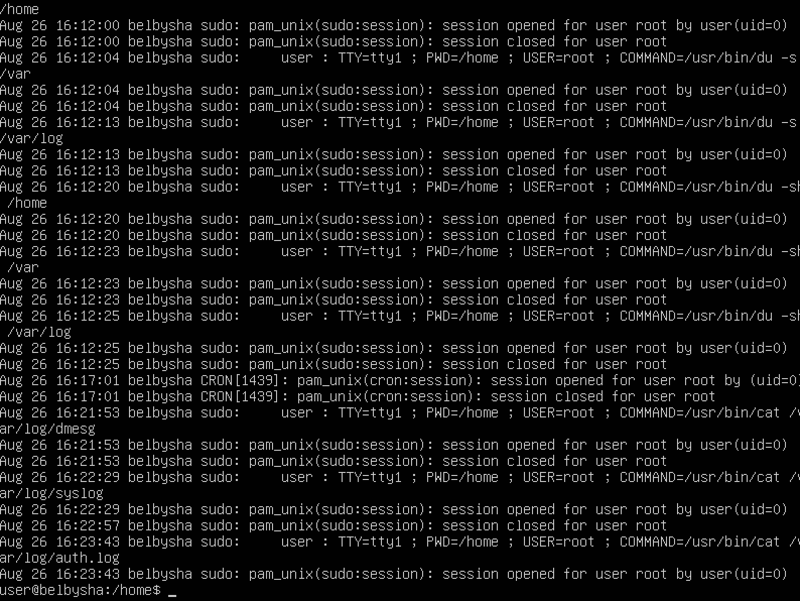 /home
Aug 26 16:12:00 belbysha sudo: pam_unix(sudo:session): session opened for user root by user(uid=0)
Aug 26 16:12:00 belbysha sudo: pam_unix(sudo:session): session closed for user root
Aug 26 16:12:04 belbysha sudo:     user : TTY=tty1 ; PWD=/home ; USER=root ; COMMAND=/usr/bin/du -s
/var
Aug 26 16:12:04 belbysha sudo: pam_unix(sudo:session): session opened for user root by user(uid=0)
Aug 26 16:12:04 belbysha sudo: pam_unix(sudo:session): session closed for user root
Aug 26 16:12:13 belbysha sudo:     user : TTY=tty1 ; PWD=/home ; USER=root ; COMMAND=/usr/bin/du -s
/var/log
Aug 26 16:12:13 belbysha sudo: pam_unix(sudo:session): session opened for user root by user(uid=0)
Aug 26 16:12:13 belbysha sudo: pam_unix(sudo:session): session closed for user root
Aug 26 16:12:20 belbysha sudo:     user : TTY=tty1 ; PWD=/home ; USER=root ; COMMAND=/usr/bin/du -sh
 /home
Aug 26 16:12:20 belbysha sudo: pam_unix(sudo:session): session opened for user root by user(uid=0)
Aug 26 16:12:20 belbysha sudo: pam_unix(sudo:session): session closed for user root
Aug 26 16:12:23 belbysha sudo:     user : TTY=tty1 ; PWD=/home ; USER=root ; COMMAND=/usr/bin/du -sh
 /var
Aug 26 16:12:23 belbysha sudo: pam_unix(sudo:session): session opened for user root by user(uid=0)
Aug 26 16:12:23 belbysha sudo: pam_unix(sudo:session): session closed for user root
Aug 26 16:12:25 belbysha sudo:     user : TTY=tty1 ; PWD=/home ; USER=root ; COMMAND=/usr/bin/du -sh
 /var/log
Aug 26 16:12:25 belbysha sudo: pam_unix(sudo:session): session opened for user root by user(uid=0)
Aug 26 16:12:25 belbysha sudo: pam_unix(sudo:session): session closed for user root
Aug 26 16:17:01 belbysha CRON[1439]: pam_unix(cron:session): session opened for user root by (uid=0)
Aug 26 16:17:01 belbysha CRON[1439]: pam_unix(cron:session): session closed for user root
Aug 26 16:21:53 belbysha sudo:     user : TTY=tty1 ; PWD=/home ; USER=root ; COMMAND=/usr/bin/cat /v
ar/log/dmesg
Aug 26 16:21:53 belbysha sudo: pam_unix(sudo:session): session opened for user root by user(uid=0)
Aug 26 16:21:53 belbysha sudo: pam_unix(sudo:session): session closed for user root
Aug 26 16:22:29 belbysha sudo:     user : TTY=tty1 ; PWD=/home ; USER=root ; COMMAND=/usr/bin/cat /v
ar/log/syslog
Aug 26 16:22:29 belbysha sudo: pam_unix(sudo:session): session opened for user root by user(uid=0)
Aug 26 16:22:57 belbysha sudo: pam_unix(sudo:session): session closed for user root
Aug 26 16:23:43 belbysha sudo:     user : TTY=tty1 ; PWD=/home ; USER=root ; COMMAND=/usr/bin/cat /v
ar/log/auth.log
Aug 26 16:23:43 belbysha sudo: pam_unix(sudo:session): session opened for user root by user(uid=0)
user@belbysha:/home$ _